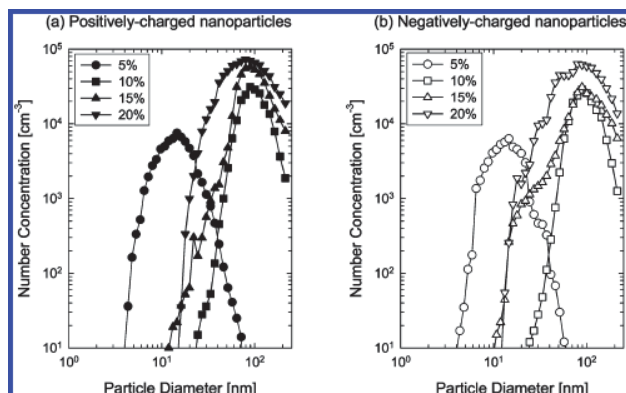 (a) Positively-charged nanoparticles
10⁵
10⁴
10³
10²
10¹
Number Concentration [cm⁻³]
5%
10%
15%
20%
10⁰ 10¹ 10²
Particle Diameter [nm]
(b) Negatively-charged nanoparticles
10⁵
10⁴
10³
10²
10¹
Number Concentration [cm⁻³]
5%
10%
15%
20%
10⁰ 10¹ 10²
Particle Diameter [nm]